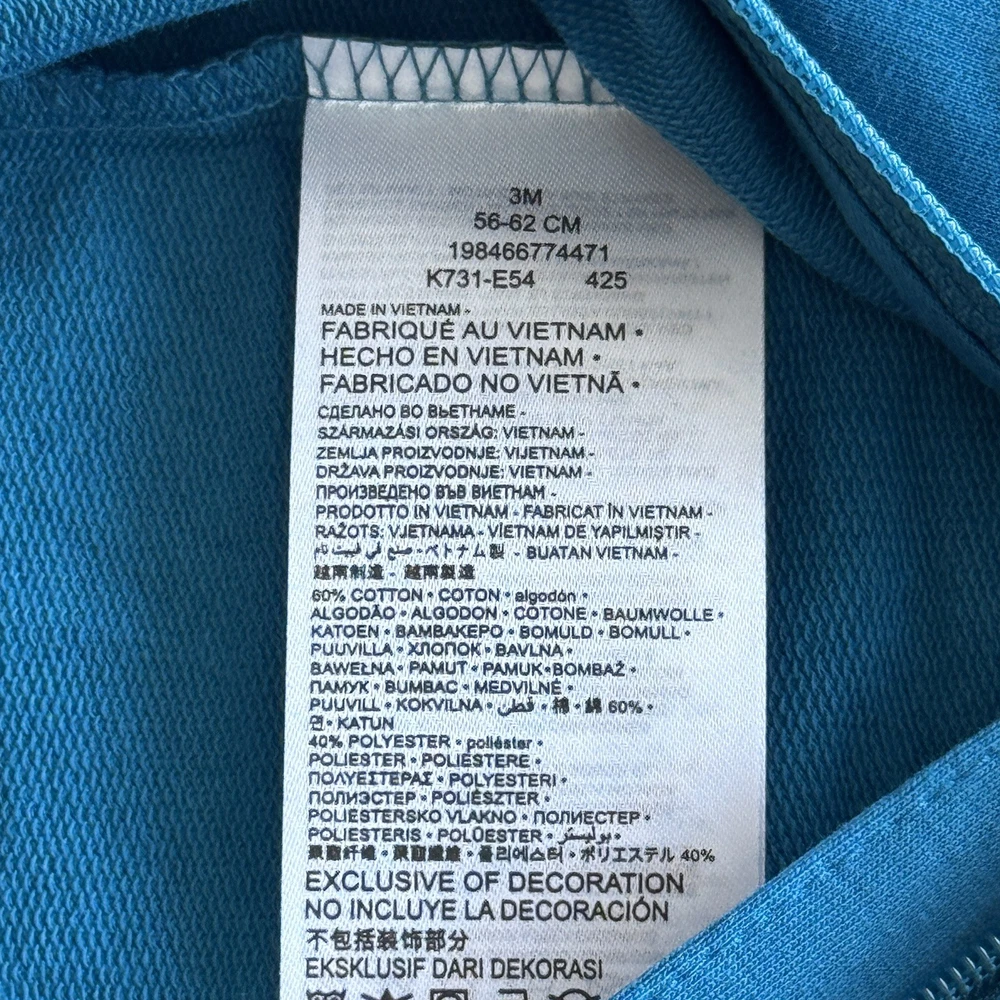 3M
56-62 CM
198466774471
K731-E54 425
MADE IN VIETNAM -
FABRIQUÉ AU VIETNAM •
HECHO EN VIETNAM •
FABRICADO NO VIETNÃ •
СДЕЛАНО ВО ВЬЕТНАМЕ -
SZÁRMAZÁSI ORSZÁG: VIETNAM -
ZEMLJA PROIZVODNJE: VIJETNAM -
DRŽAVA PROIZVODNJE: VIETNAM -
ПРОИЗВЕДЕНО ВЪВ ВИЕТНАМ -
PRODOTTO IN VIETNAM - FABRICAT ÎN VIETNAM -
RAŽOTS: VJETNAMA - VİETNAM DE YAPILMIŞTIR -
ベトナム製 - BUATAN VIETNAM -
越南制造 - 越南製造
60% COTTON • COTON • algodón •
ALGODÃO • ALGODON • COTONE • BAUMWOLLE •
KATOEN • ΒΑΜΒΑΚΕΡΟ • BOMULD • BOMULL •
PUUVILLA • ХЛОПОК • BAVLNA •
BAWEŁNA • PAMUT • PAMUK • BOMBAŽ •
ПАМУК • BUMBAC • MEDVILNĖ •
PUUVILL • KOKVILNA • قطن • 棉 • 綿 60% •
면 • KATUN
40% POLYESTER • poliéster •
POLIESTER • POLIESTERE •
ΠΟΛΥΕΣΤΕΡΑΣ • POLYESTERI •
ПОЛИЭСТЕР • POLIÉSZTER •
POLIESTERSKO VLAKNO • ПОЛИЕСТЕР •
POLIESTERIS • POLÜESTER • بوليستر •
聚酯纤维 • 聚酯纖維 • 폴리에스터 • ポリエステル 40%
EXCLUSIVE OF DECORATION
NO INCLUYE LA DECORACIÓN
不包括装饰部分
EKSKLUSIF DARI DEKORASI